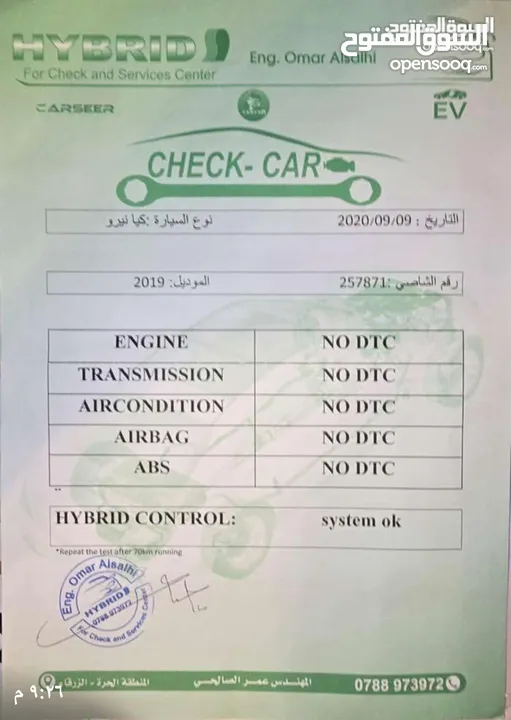 HYBRID
For Check and Services Center
Eng. Omar Alsalhi
السوق المفتوح
opensooq.com
CARSEER
EV
CHECK- CAR
التاريخ : 2020/09/09 نوع السيارة :كيا نيرو
رقم الشاصي :257871 الموديل: 2019
ENGINE NO DTC
TRANSMISSION NO DTC
AIRCONDITION NO DTC
AIRBAG NO DTC
ABS NO DTC
HYBRID CONTROL: system ok
*Repeat the test after 70km running
Eng. Omar Alsalhi
HYBRID
0788 973972
For Check and Services Center
0788 973972 المهندس عمر الصالحي المنطقة الحرة - الزرقاء
٩:٢٦ م